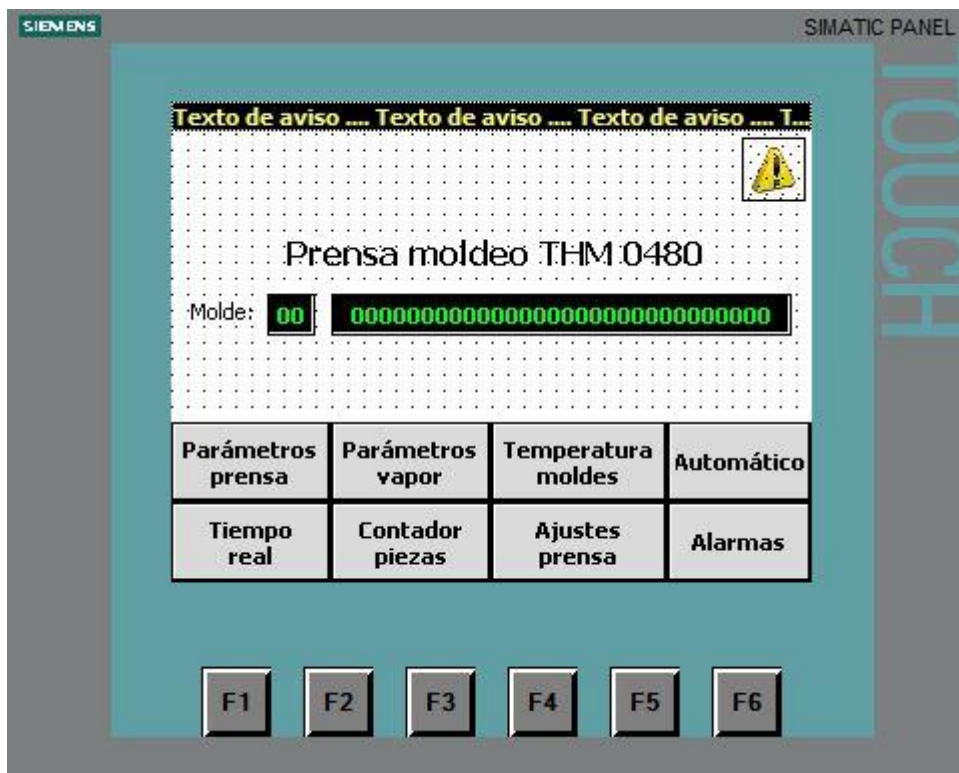 SIEMENS
SIMATIC PANEL
TOUCH
Texto de aviso .... Texto de aviso .... Texto de aviso .... T...
Prensa moldeo THM 0480
Molde: 00 00000000000000000000000000000000
Parámetros prensa
Parámetros vapor
Temperatura moldes
Automático
Tiempo real
Contador piezas
Ajustes prensa
Alarmas
F1 F2 F3 F4 F5 F6